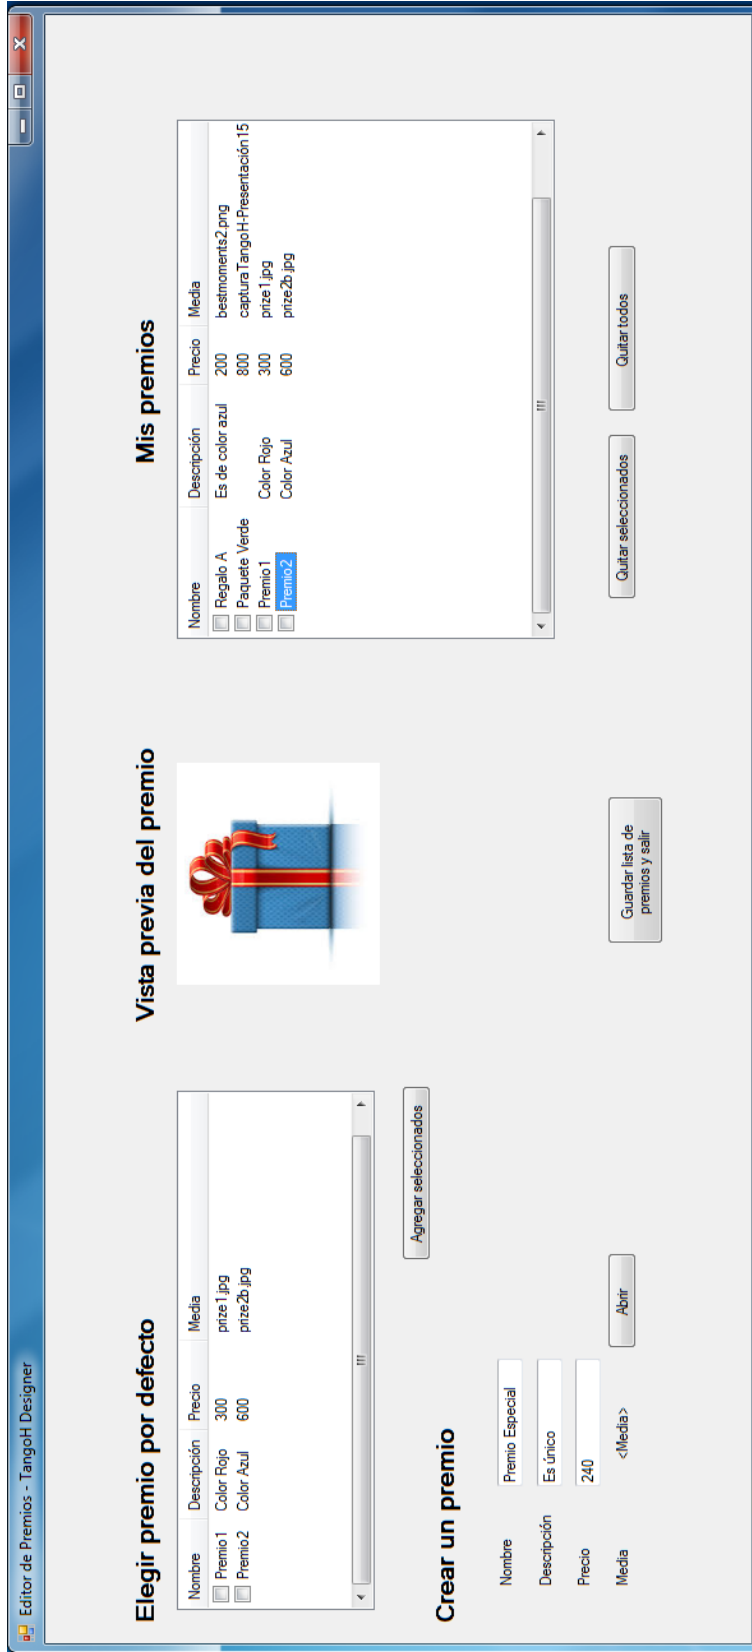 Editor de Premios - TangoH Designer
Elegir premio por defecto
Nombre Descripción Precio Media
Premio1 Color Rojo 300 prize1.jpg
Premio2 Color Azul 600 prize2b.jpg
Agregar seleccionados
Crear un premio
Nombre Premio Especial
Descripción Es único
Precio 240
Media <Media> Abrir
Vista previa del premio
Guardar lista de
premios y salir
Mis premios
Nombre Descripción Precio Media
Regalo A Es de color azul 200 bestmoments2.png
Paquete Verde 800 capturaTangoH-Presentación15
Premio1 Color Rojo 300 prize1.jpg
Premio2 Color Azul 600 prize2b.jpg
Quitar seleccionados Quitar todos